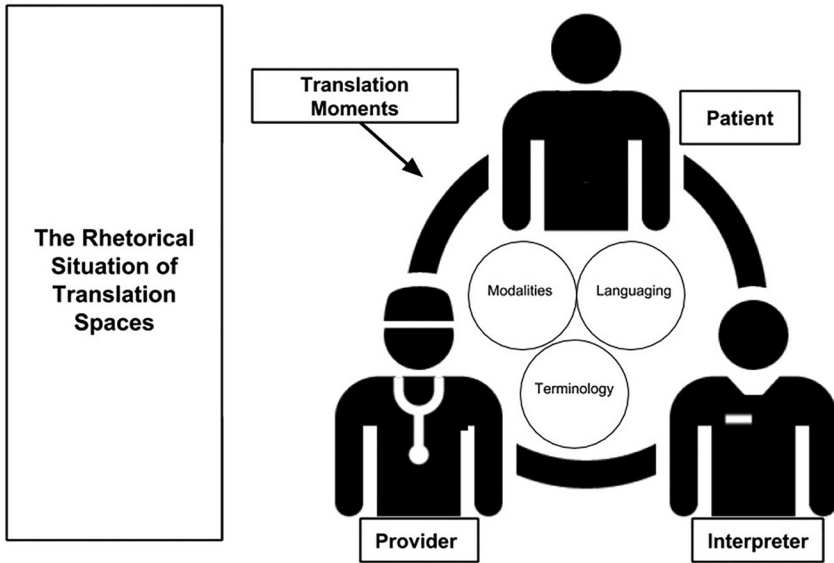 The Rhetorical
Situation of
Translation
Spaces
Translation
Moments
Patient
Modalities
Languaging
Terminology
Provider
Interpreter